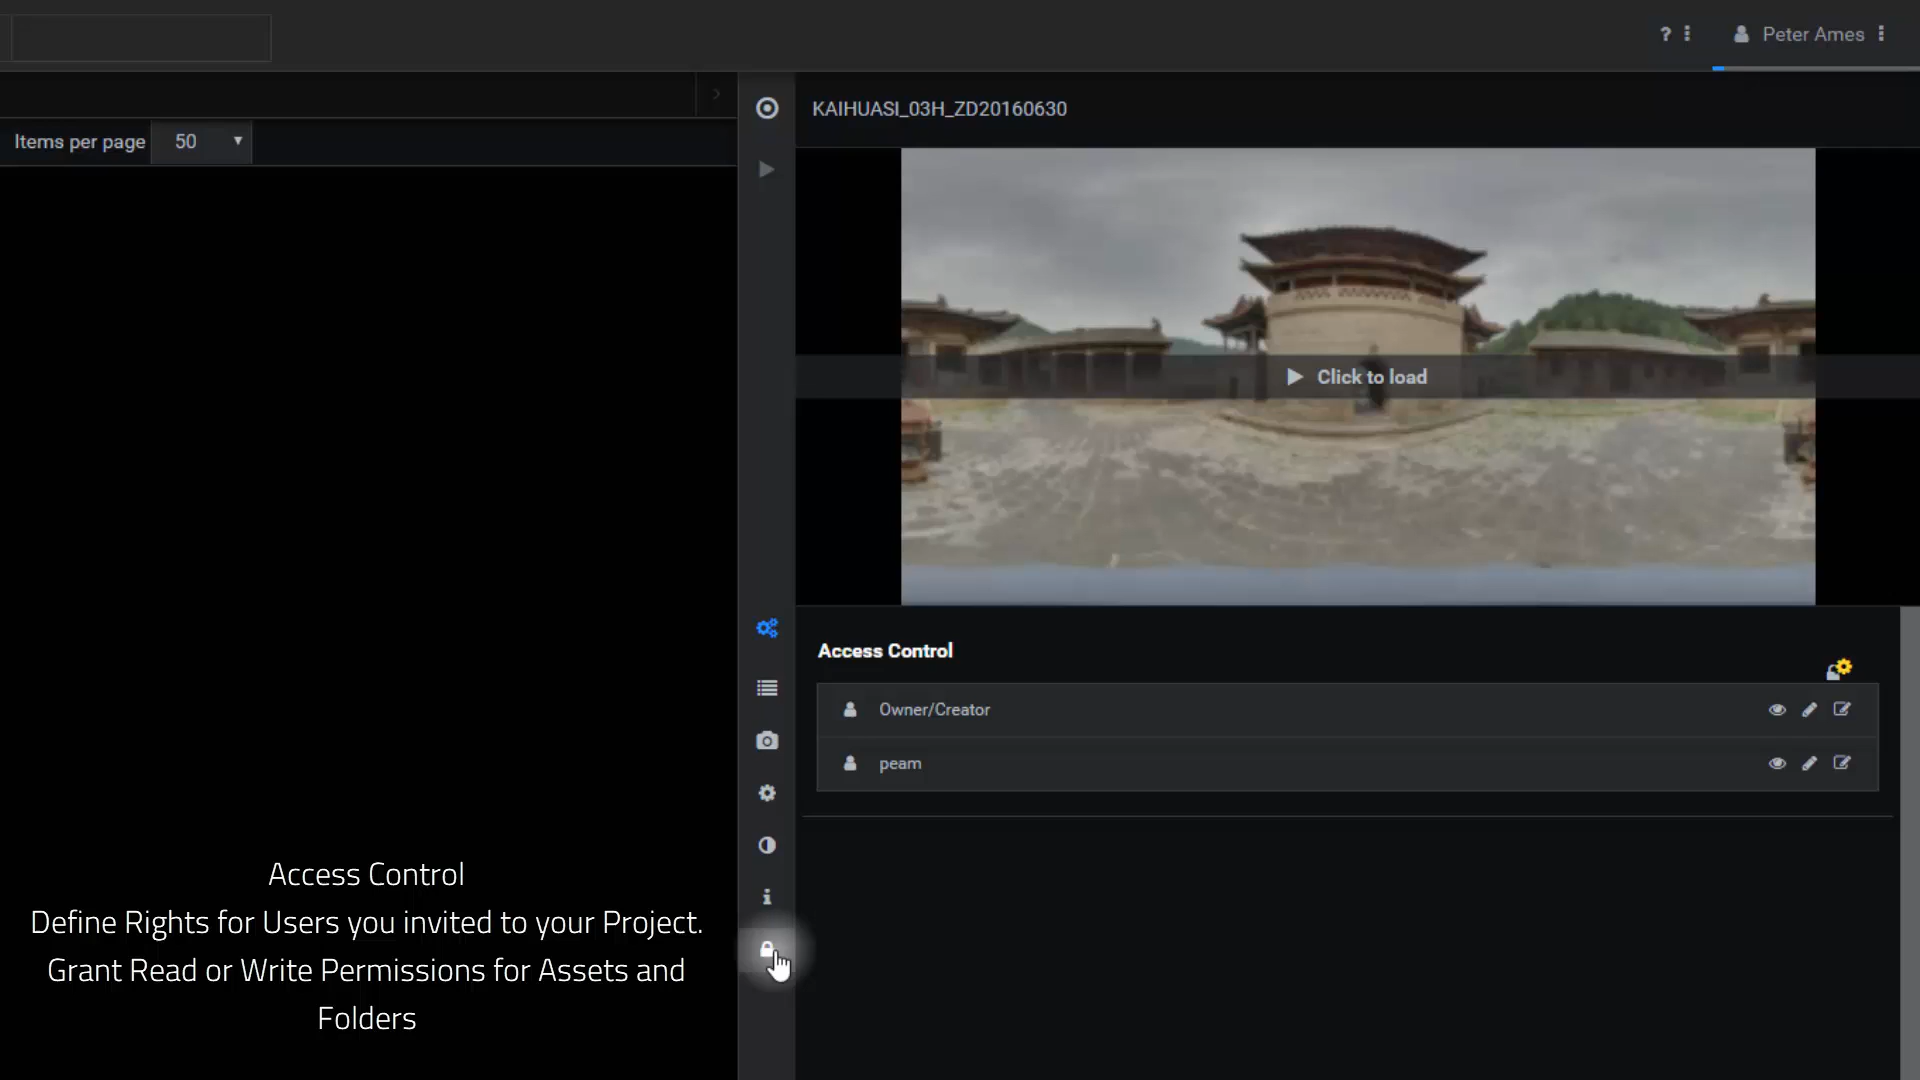 ? Peter Ames
KAIHUASI_03H_ZD20160630
Items per page 50
Click to load
Access Control
Owner/Creator
peam
Access Control
Define Rights for Users you invited to your Project.
Grant Read or Write Permissions for Assets and
Folders